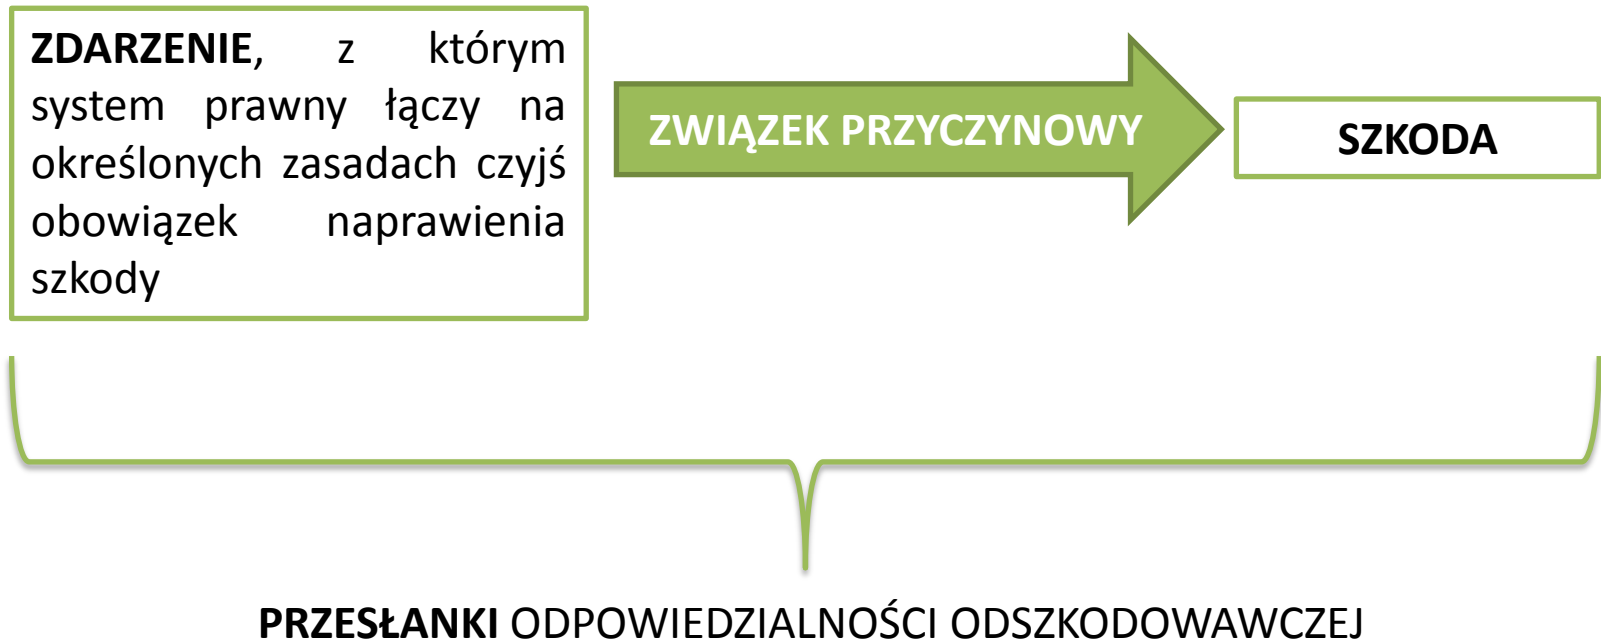 ZDARZENIE, z którym
system prawny łączy na
określonych zasadach czyjś
obowiązek naprawienia
szkody
ZWIĄZEK PRZYCZYNOWY
SZKODA
PRZESŁANKI ODPOWIEDZIALNOŚCI ODSZKODOWAWCZEJ